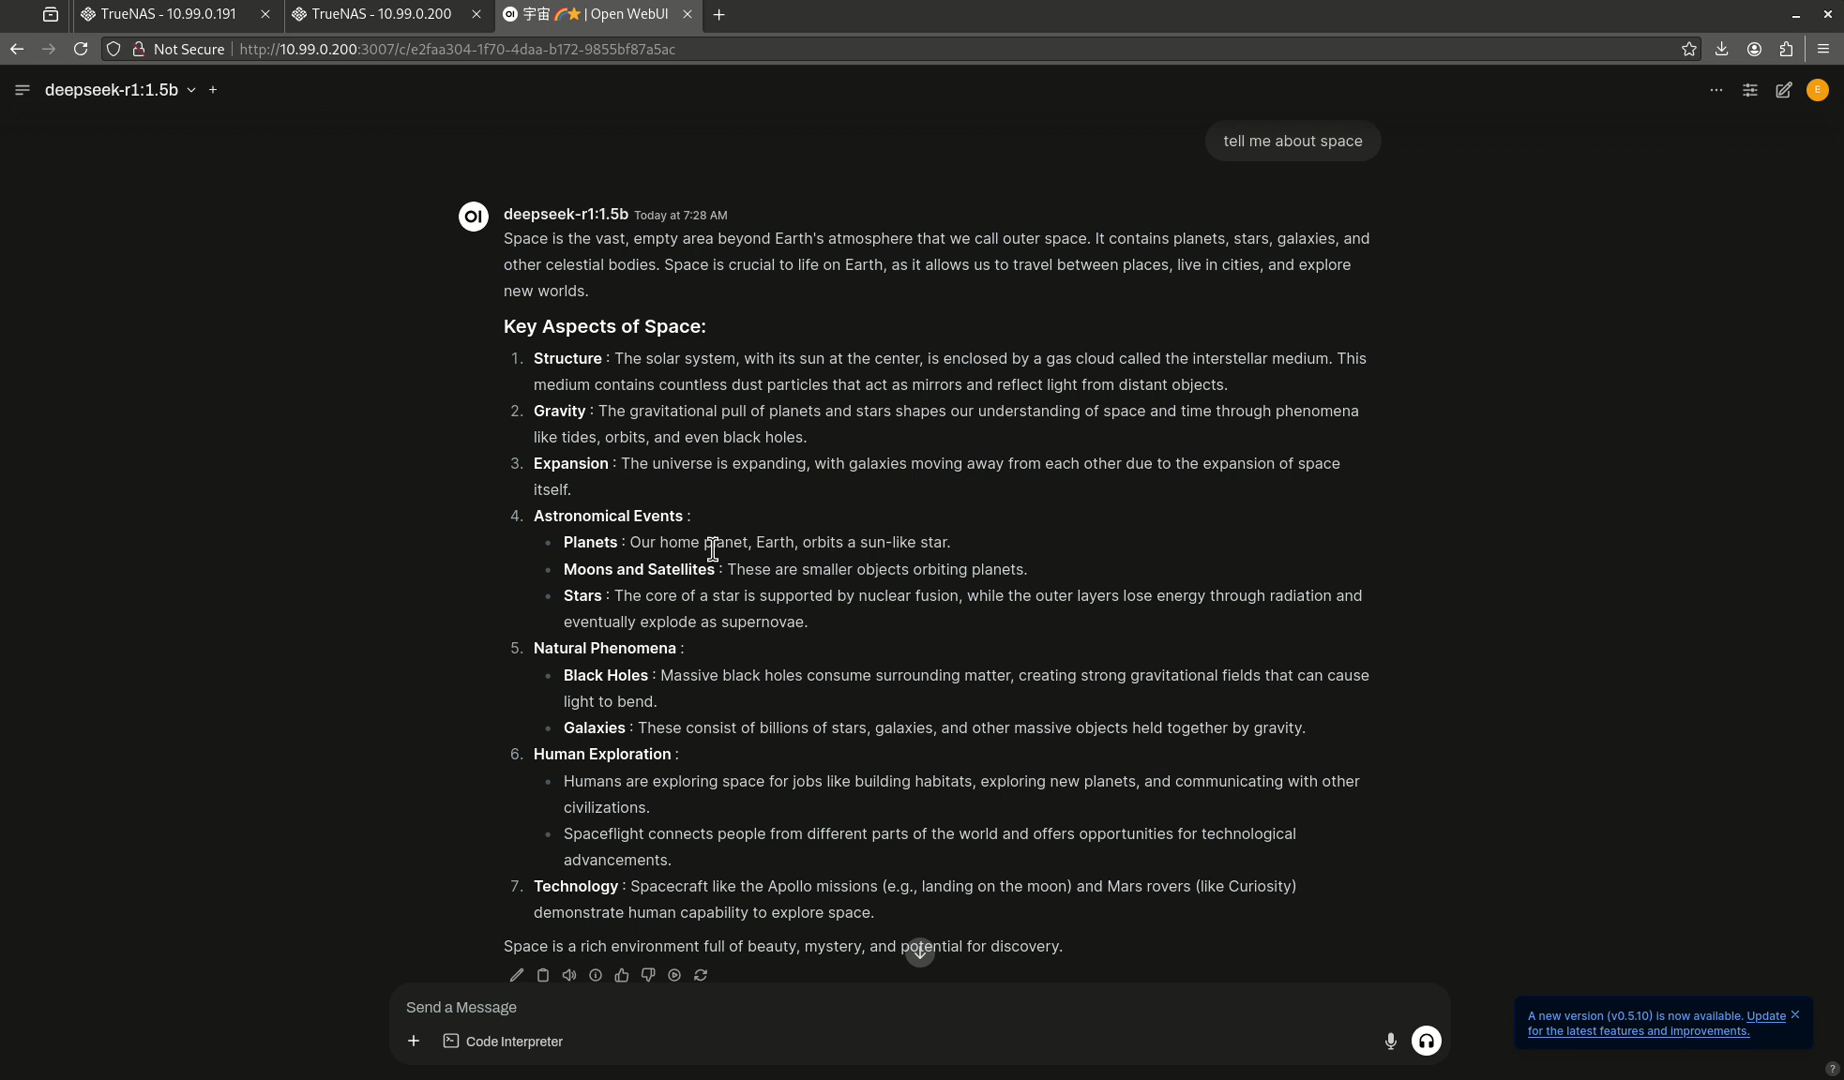 TrueNAS - 10.99.0.191
TrueNAS - 10.99.0.200
OI 宇宙 🌈⭐ | Open WebUI
Not Secure
http://10.99.0.200:3007/c/e2faa304-1f70-4daa-b172-9855bf87a5ac
deepseek-r1:1.5b
E
tell me about space
OI
deepseek-r1:1.5b Today at 7:28 AM
Space is the vast, empty area beyond Earth's atmosphere that we call outer space. It contains planets, stars, galaxies, and
other celestial bodies. Space is crucial to life on Earth, as it allows us to travel between places, live in cities, and explore
new worlds.
Key Aspects of Space:
1. Structure : The solar system, with its sun at the center, is enclosed by a gas cloud called the interstellar medium. This
medium contains countless dust particles that act as mirrors and reflect light from distant objects.
2. Gravity : The gravitational pull of planets and stars shapes our understanding of space and time through phenomena
like tides, orbits, and even black holes.
3. Expansion : The universe is expanding, with galaxies moving away from each other due to the expansion of space
itself.
4. Astronomical Events :
• Planets : Our home planet, Earth, orbits a sun-like star.
• Moons and Satellites : These are smaller objects orbiting planets.
• Stars : The core of a star is supported by nuclear fusion, while the outer layers lose energy through radiation and
eventually explode as supernovae.
5. Natural Phenomena :
• Black Holes : Massive black holes consume surrounding matter, creating strong gravitational fields that can cause
light to bend.
• Galaxies : These consist of billions of stars, galaxies, and other massive objects held together by gravity.
6. Human Exploration :
• Humans are exploring space for jobs like building habitats, exploring new planets, and communicating with other
civilizations.
• Spaceflight connects people from different parts of the world and offers opportunities for technological
advancements.
7. Technology : Spacecraft like the Apollo missions (e.g., landing on the moon) and Mars rovers (like Curiosity)
demonstrate human capability to explore space.
Space is a rich environment full of beauty, mystery, and potential for discovery.
Send a Message
Code Interpreter
A new version (v0.5.10) is now available. Update
for the latest features and improvements.
?